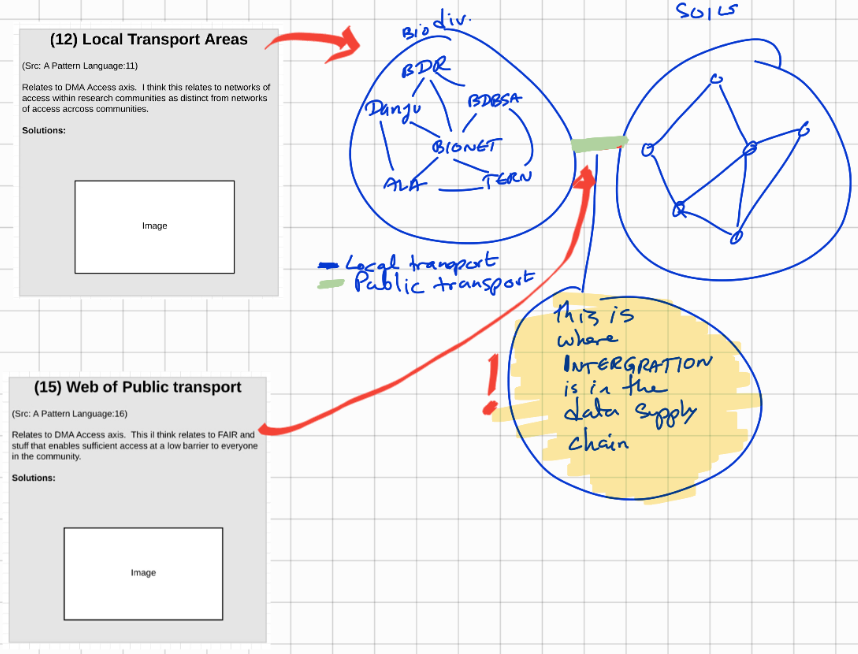 (12) Local Transport Areas
(Src: A Pattern Language:11)
Relates to DMA Access axis. I think this relates to networks of
access within research communities as distinct from networks
of access acrcoss communities.
Solutions:
Image
Bio div.
BDR
Danju
BDBSA
BIONET
ALA
TERN
SOILS
Local transport
Public transport
(15) Web of Public transport
(Src: A Pattern Language:16)
Relates to DMA Access axis. This iI think relates to FAIR and
stuff that enables sufficient access at a low barrier to everyone
in the community.
Solutions:
Image
!
this is
where
INTERGRATION
is in the
data supply
chain